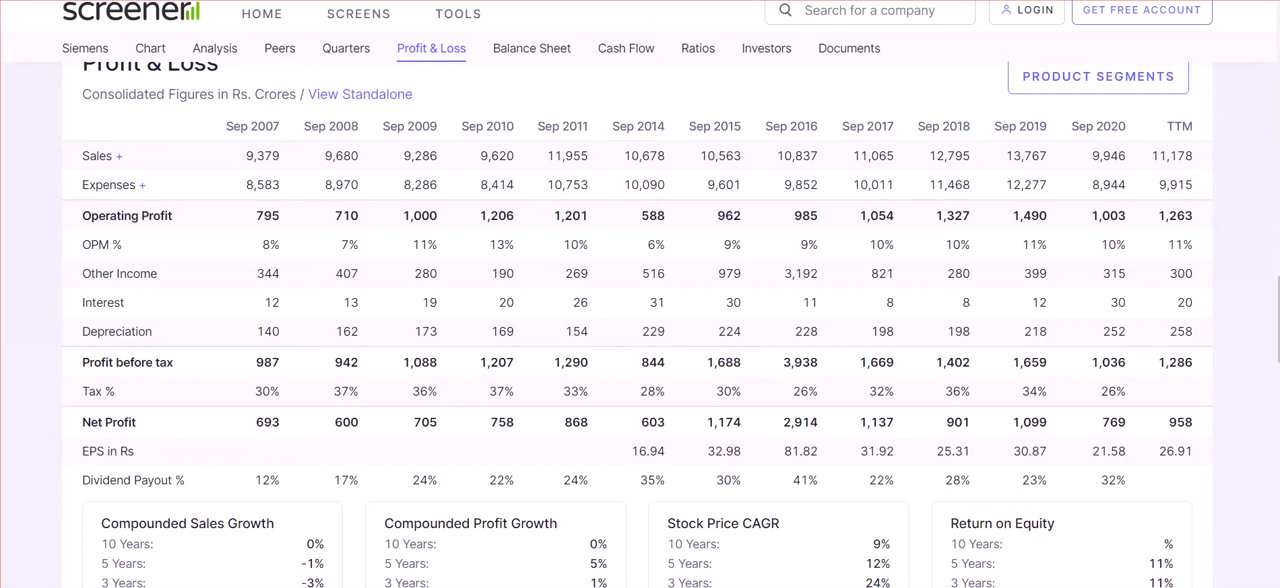 screener
HOME SCREENS TOOLS Search for a company LOGIN GET FREE ACCOUNT
Siemens Chart Analysis Peers Quarters Profit & Loss Balance Sheet Cash Flow Ratios Investors Documents
Profit & Loss
PRODUCT SEGMENTS
Consolidated Figures in Rs. Crores / View Standalone
Sep 2007 Sep 2008 Sep 2009 Sep 2010 Sep 2011 Sep 2014 Sep 2015 Sep 2016 Sep 2017 Sep 2018 Sep 2019 Sep 2020 TTM
Sales + 9,379 9,680 9,286 9,620 11,955 10,678 10,563 10,837 11,065 12,795 13,767 9,946 11,178
Expenses + 8,583 8,970 8,286 8,414 10,753 10,090 9,601 9,852 10,011 11,468 12,277 8,944 9,915
Operating Profit 795 710 1,000 1,206 1,201 588 962 985 1,054 1,327 1,490 1,003 1,263
OPM % 8% 7% 11% 13% 10% 6% 9% 9% 10% 10% 11% 10% 11%
Other Income 344 407 280 190 269 516 979 3,192 821 280 399 315 300
Interest 12 13 19 20 26 31 30 11 8 8 12 30 20
Depreciation 140 162 173 169 154 229 224 228 198 198 218 252 258
Profit before tax 987 942 1,088 1,207 1,290 844 1,688 3,938 1,669 1,402 1,659 1,036 1,286
Tax % 30% 37% 36% 37% 33% 28% 30% 26% 32% 36% 34% 26%
Net Profit 693 600 705 758 868 603 1,174 2,914 1,137 901 1,099 769 958
EPS in Rs 16.94 32.98 81.82 31.92 25.31 30.87 21.58 26.91
Dividend Payout % 12% 17% 24% 22% 24% 35% 30% 41% 22% 28% 23% 32%
Compounded Sales Growth Compounded Profit Growth Stock Price CAGR Return on Equity
10 Years: 0% 10 Years: 0% 10 Years: 9% 10 Years: %
5 Years: -1% 5 Years: 5% 5 Years: 12% 5 Years: 11%
3 Years: -3% 3 Years: 1% 3 Years: 24% 3 Years: 11%